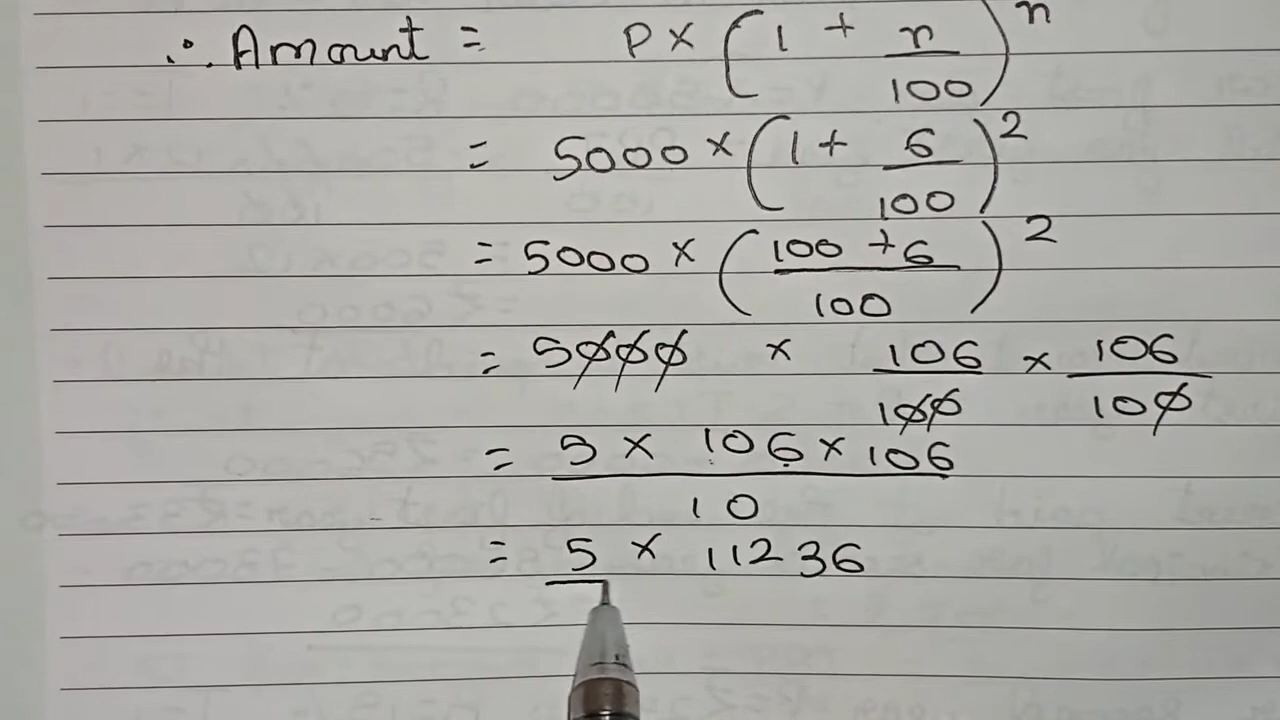 ∴ Amount = P × (1 + r/100)^n
= 5000 × (1 + 6/100)^2
= 5000 × (100 + 6/100)^2
= 5000 × 106/100 × 106/100
= 5 × 106 × 106/10
= 5 × 11236